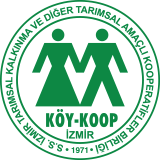 S.S. İZMİR TARIMSAL KALKINMA VE DİĞER TARIMSAL AMAÇLI KOOPERATİFLER BİRLİĞİ
KÖY-KOOP
İZMİR
-1971-